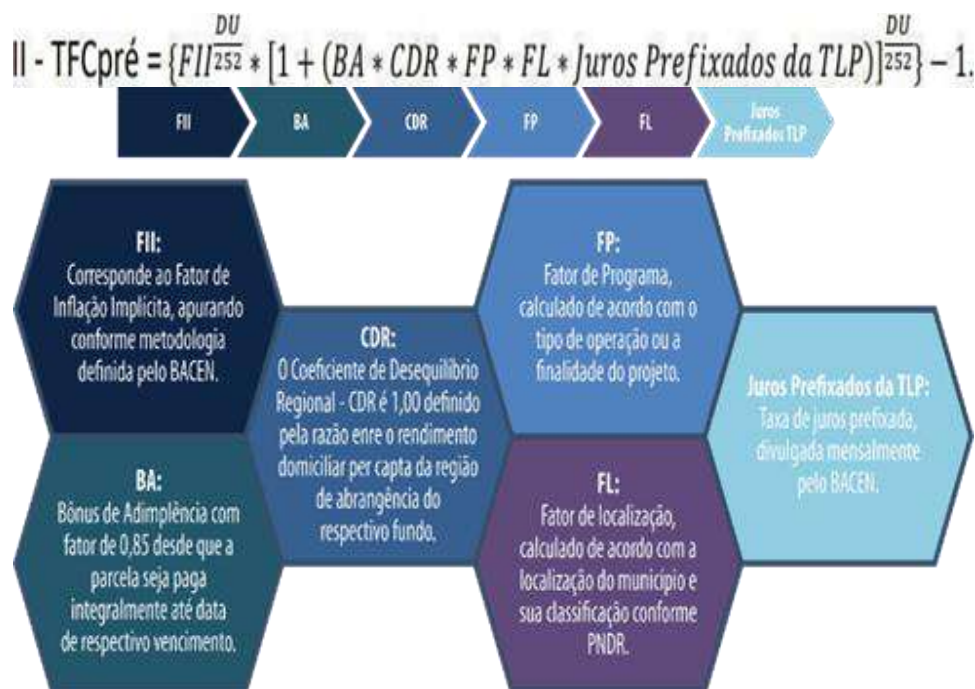 II - TFCpré = {FII^{DU/252} * [1 + (BA * CDR * FP * FL * Juros Prefixados da TLP)]^{DU/252}} − 1.
FII
BA
CDR
FP
FL
Juros
Prefixados TLP
FII:
Corresponde ao Fator de
Inflação Implícita, apurando
conforme metodologia
definida pelo BACEN.
BA:
Bônus de Adimplência com
fator de 0,85 desde que a
parcela seja paga
integralmente até data
de respectivo vencimento.
CDR:
O Coeficiente de Desequilíbrio
Regional - CDR é 1,00 definido
pela razão enre o rendimento
domiciliar per capta da região
de abrangência do
respectivo fundo.
FP:
Fator de Programa,
calculado de acordo com o
tipo de operação ou a
finalidade do projeto.
FL:
Fator de localização,
calculado de acordo com a
localização do município e
sua classificação conforme
PNDR.
Juros Prefixados da TLP:
Taxa de juros prefixada,
divulgada mensalmente
pelo BACEN.